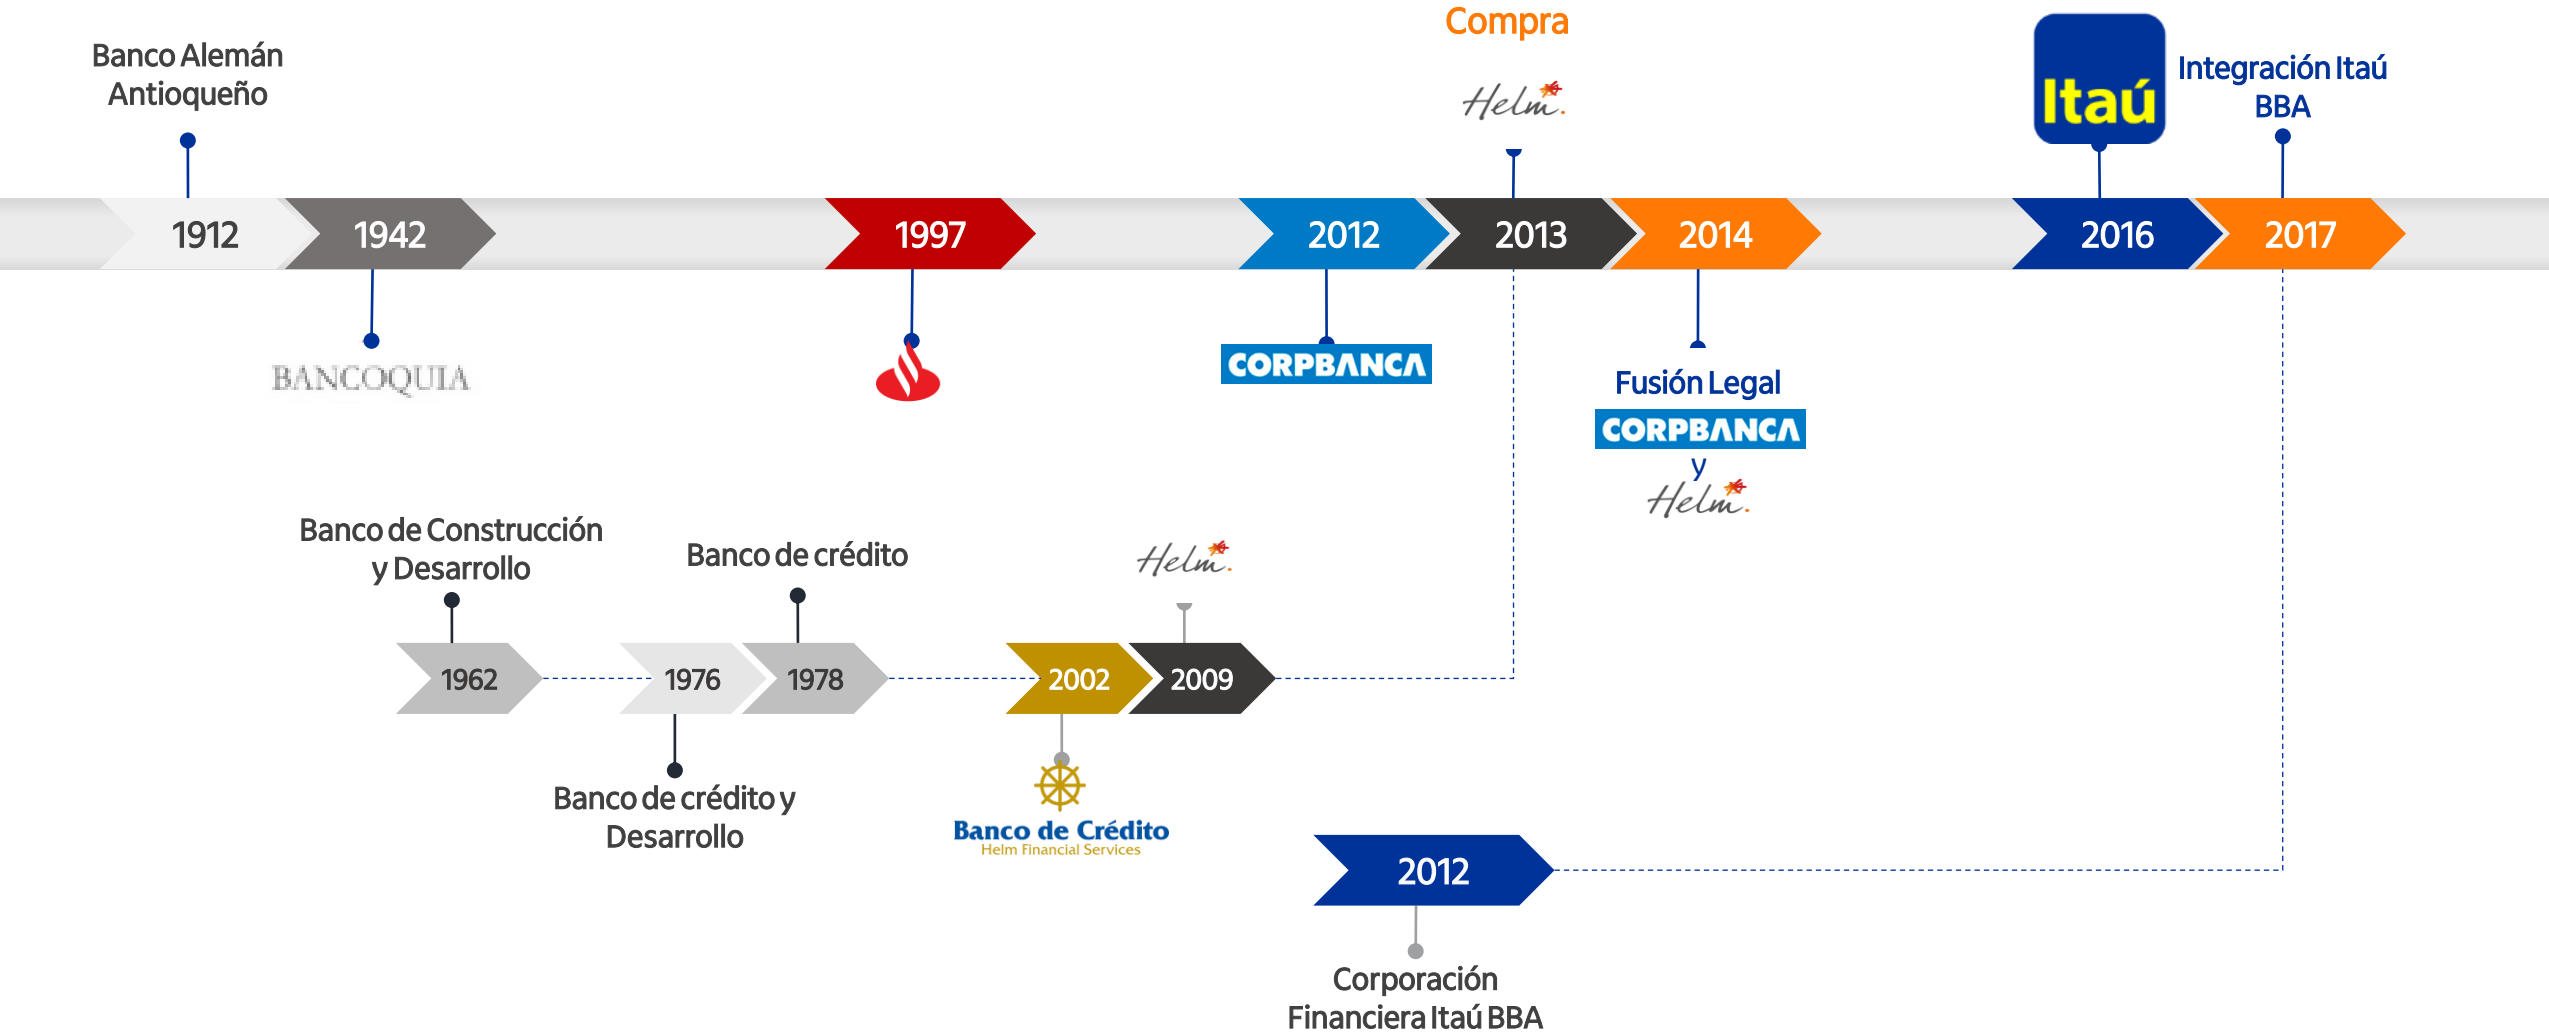 Compra
Banco Alemán
Antioqueño
Helm.
Itaú
Integración Itaú
BBA
1912
1942
1997
2012
2013
2014
2016
2017
BANCOQUIA
CORPBANCA
Fusión Legal
CORPBANCA
y
Helm.
Banco de Construcción
y Desarrollo
Banco de crédito
Helm.
1962
1976
1978
2002
2009
Banco de crédito y
Desarrollo
Banco de Crédito
Helm Financial Services
2012
Corporación
Financiera Itaú BBA